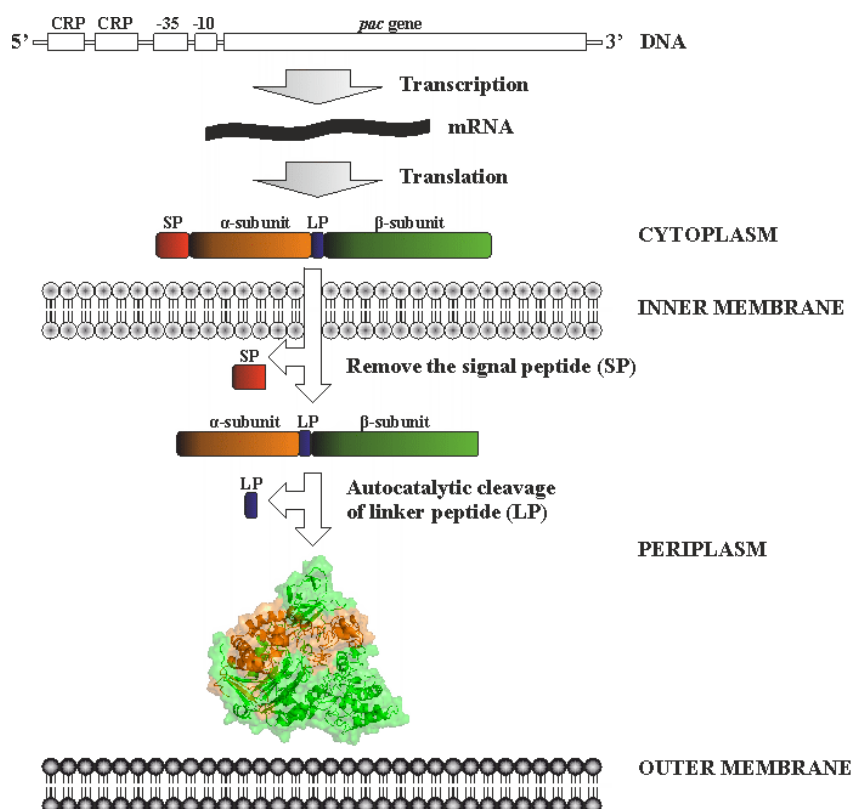 CRP CRP -35 -10 pac gene
5’ 3’ DNA
Transcription
mRNA
Translation
SP α-subunit LP β-subunit
CYTOPLASM
INNER MEMBRANE
SP
Remove the signal peptide (SP)
α-subunit LP β-subunit
LP
Autocatalytic cleavage
of linker peptide (LP)
PERIPLASM
OUTER MEMBRANE